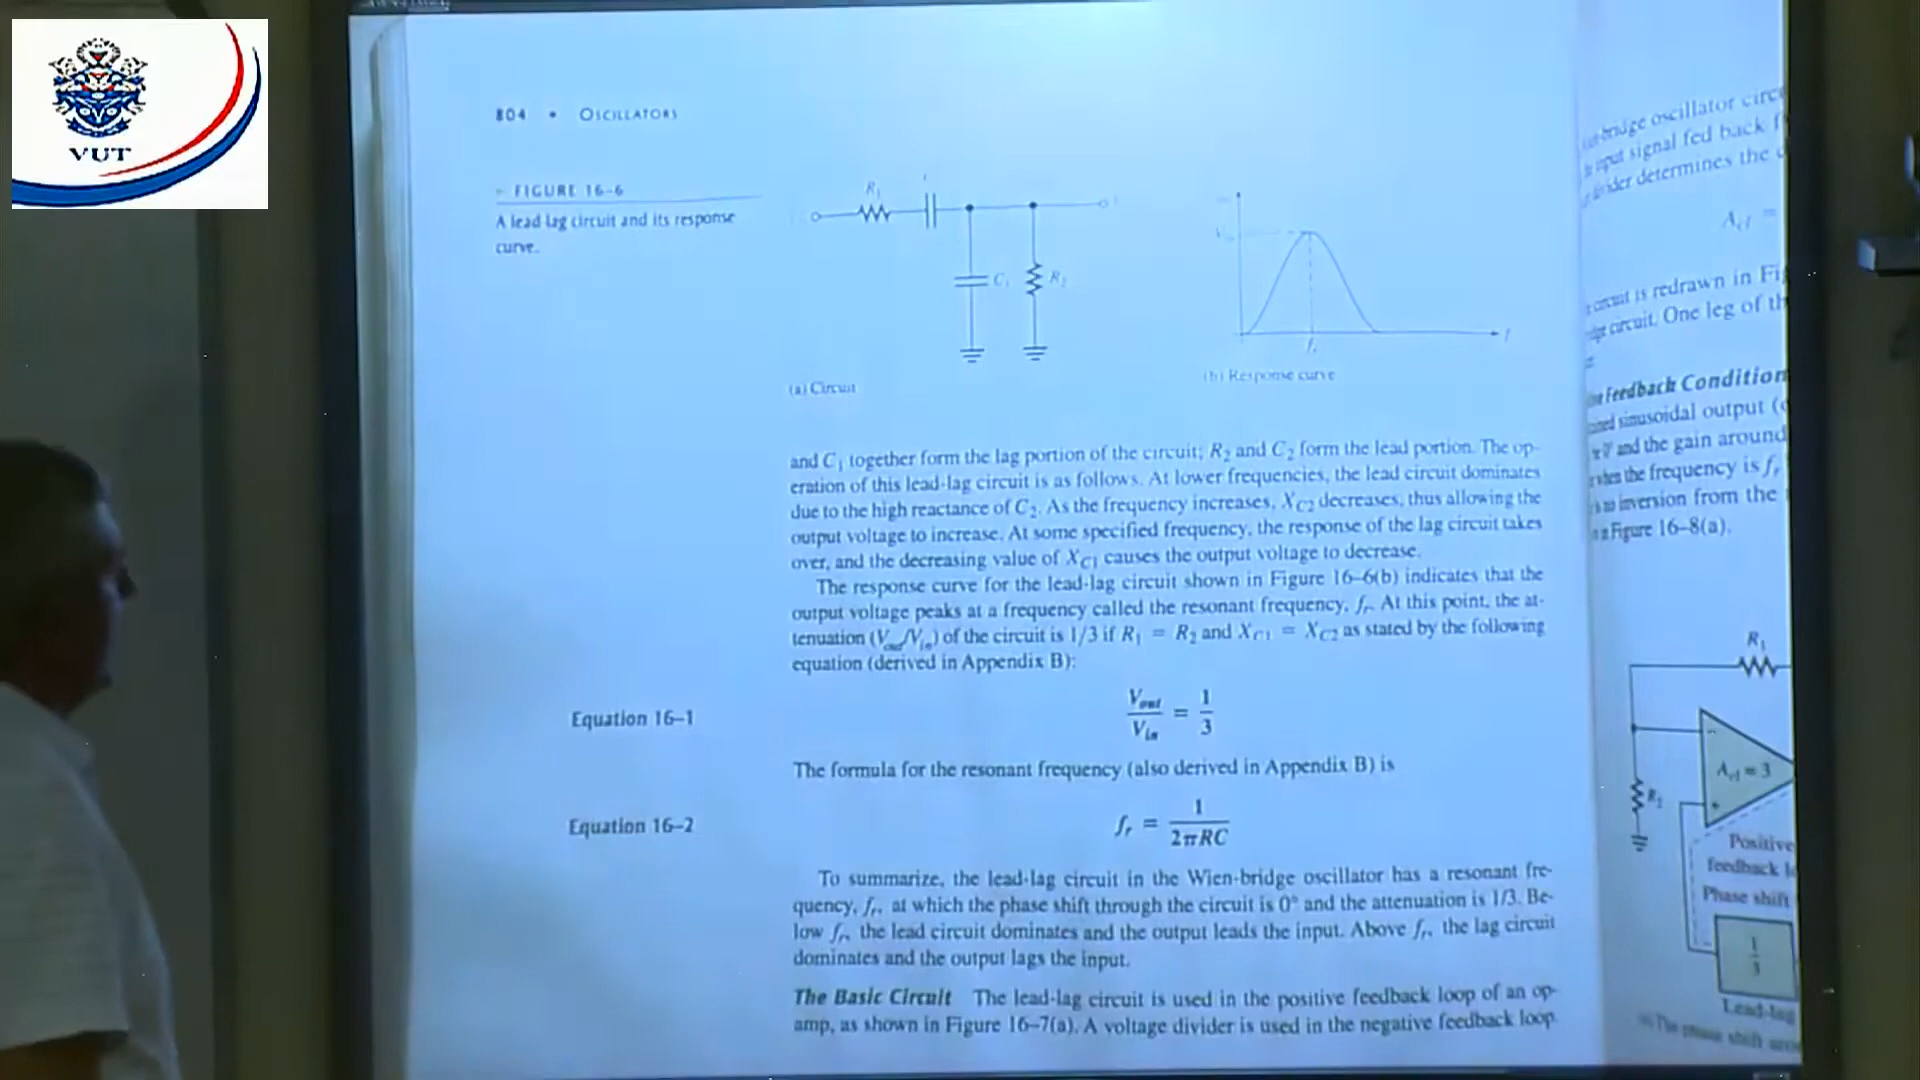 VUT
804 • OSCILLATORS
FIGURE 16-6
A lead lag circuit and its response
curve.
R1
C1
R2
f
fr
(a) Circuit
(b) Response curve
and C1 together form the lag portion of the circuit; R2 and C2 form the lead portion. The op-
eration of this lead-lag circuit is as follows. At lower frequencies, the lead circuit dominates
due to the high reactance of C2. As the frequency increases, XC2 decreases, thus allowing the
output voltage to increase. At some specified frequency, the response of the lag circuit takes
over, and the decreasing value of XC1 causes the output voltage to decrease.
The response curve for the lead-lag circuit shown in Figure 16–6(b) indicates that the
output voltage peaks at a frequency called the resonant frequency, fr. At this point, the at-
tenuation (Vout/Vin) of the circuit is 1/3 if R1 = R2 and XC1 = XC2 as stated by the following
equation (derived in Appendix B):
Equation 16–1
Vout/Vin = 1/3
The formula for the resonant frequency (also derived in Appendix B) is
Equation 16–2
fr = 1/2πRC
To summarize, the lead-lag circuit in the Wien-bridge oscillator has a resonant fre-
quency, fr, at which the phase shift through the circuit is 0° and the attenuation is 1/3. Be-
low fr, the lead circuit dominates and the output leads the input. Above fr, the lag circuit
dominates and the output lags the input.
The Basic Circuit The lead-lag circuit is used in the positive feedback loop of an op-
amp, as shown in Figure 16–7(a). A voltage divider is used in the negative feedback loop.
-bridge oscillator circ
input signal fed back f
determines the
Acl =
circuit is redrawn in Fi
circuit. One leg of th
Feedback Condition
sinusoidal output (
and the gain around
when the frequency is fr
inversion from the
Figure 16–8(a).
R1
−
Acl = 3
+
R2
Positive
feedback
Phase shift
1/3
Lead-lag
The phase shift